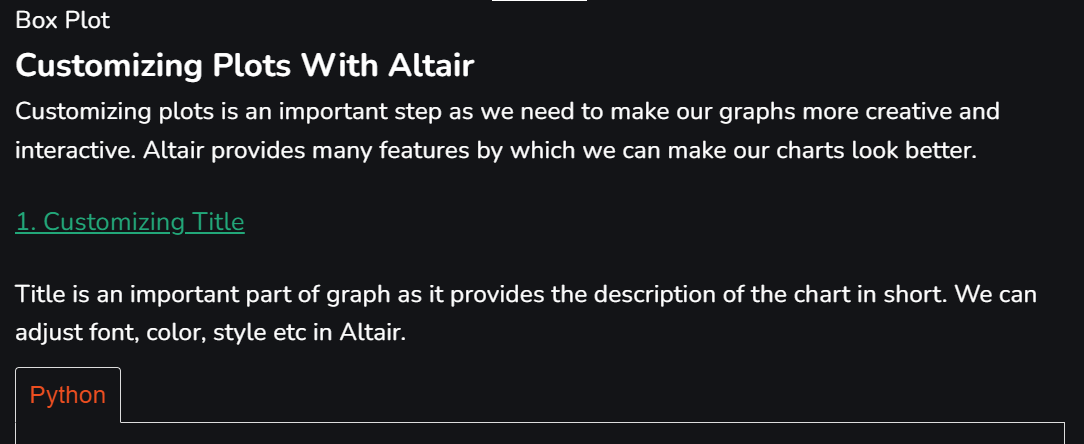 Box Plot
Customizing Plots With Altair
Customizing plots is an important step as we need to make our graphs more creative and
interactive. Altair provides many features by which we can make our charts look better.
1. Customizing Title
Title is an important part of graph as it provides the description of the chart in short. We can
adjust font, color, style etc in Altair.
Python